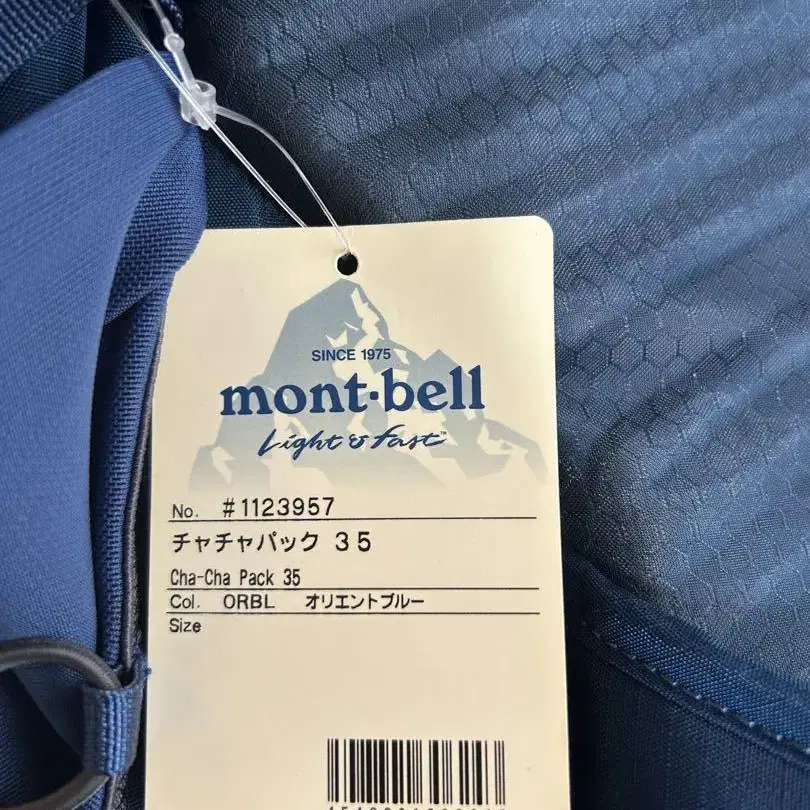 SINCE 1975
mont·bell
Light & fast™
No. #1123957
チャチャパック 35
Cha-Cha Pack 35
Col. ORBL オリエントブルー
Size